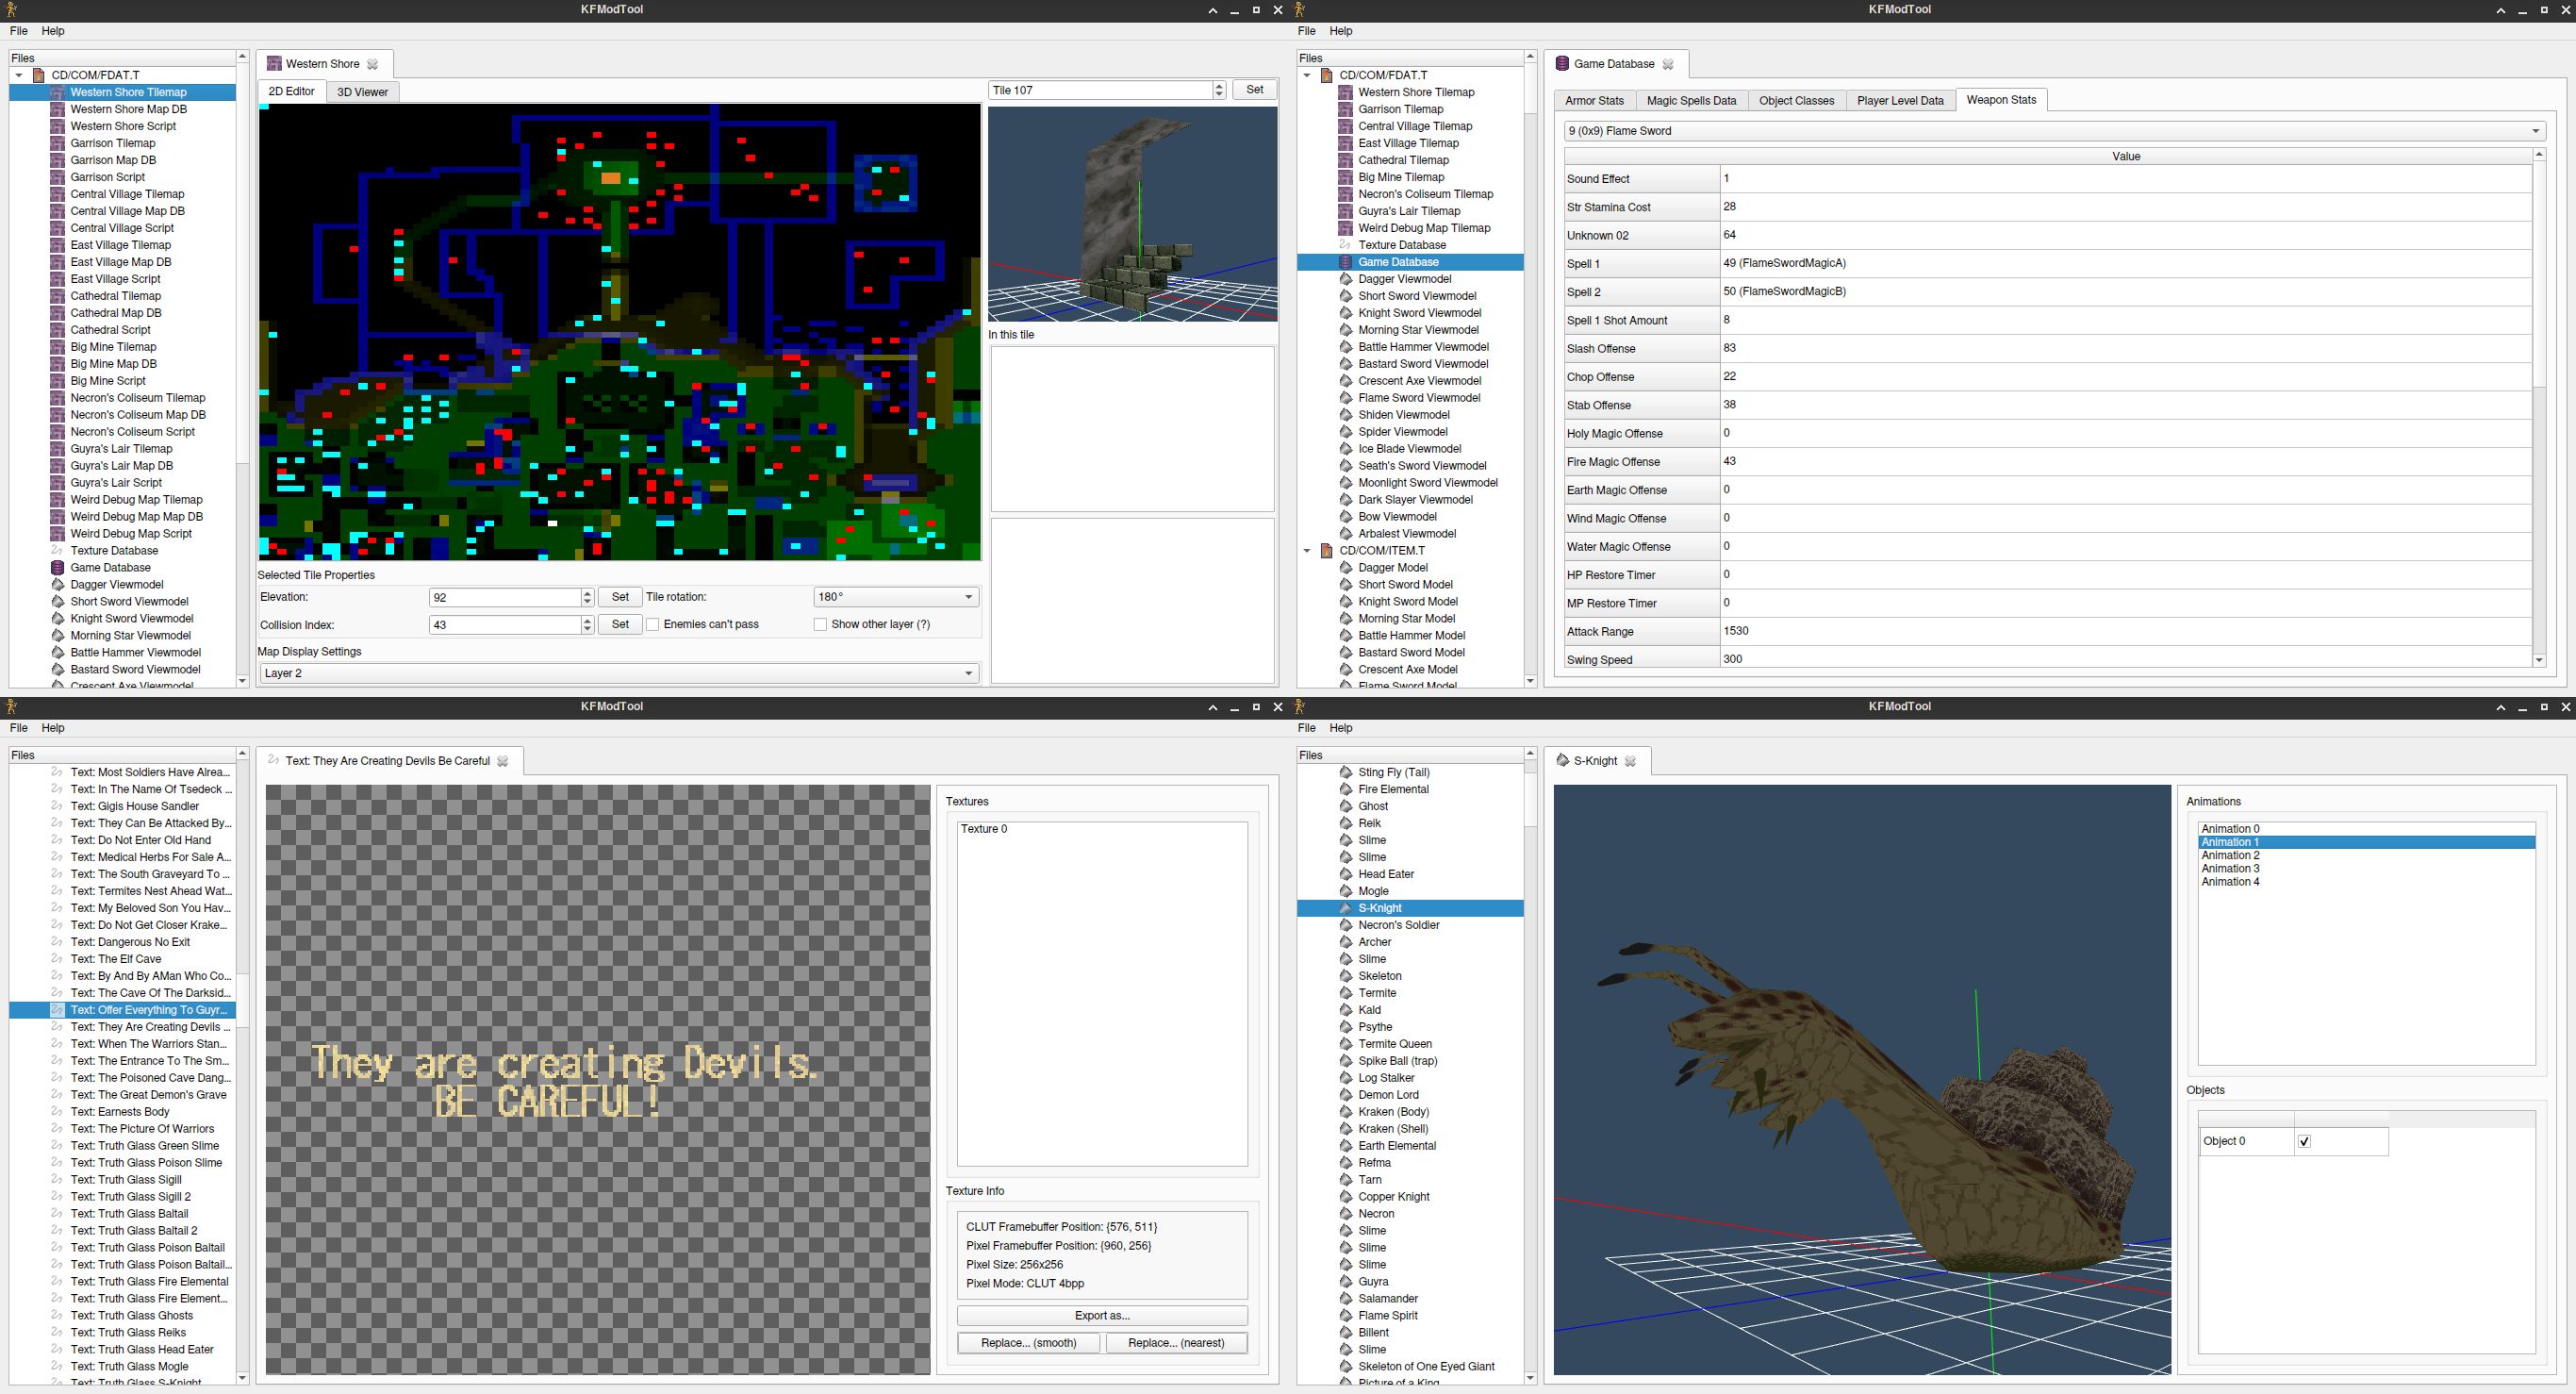 KFModTool
File Help
Files
CD/COM/FDAT.T
Western Shore Tilemap
Western Shore Map DB
Western Shore Script
Garrison Tilemap
Garrison Map DB
Garrison Script
Central Village Tilemap
Central Village Map DB
Central Village Script
East Village Tilemap
East Village Map DB
East Village Script
Cathedral Tilemap
Cathedral Map DB
Cathedral Script
Big Mine Tilemap
Big Mine Map DB
Big Mine Script
Necron's Coliseum Tilemap
Necron's Coliseum Map DB
Necron's Coliseum Script
Guyra's Lair Tilemap
Guyra's Lair Map DB
Guyra's Lair Script
Weird Debug Map Tilemap
Weird Debug Map Map DB
Weird Debug Map Script
Texture Database
Game Database
Dagger Viewmodel
Short Sword Viewmodel
Knight Sword Viewmodel
Morning Star Viewmodel
Battle Hammer Viewmodel
Bastard Sword Viewmodel
Crescent Axe Viewmodel
Western Shore
2D Editor 3D Viewer
Tile 107 Set
In this tile
Selected Tile Properties
Elevation: 92 Set Tile rotation: 180°
Collision Index: 43 Set Enemies can't pass Show other layer (?)
Map Display Settings
Layer 2
KFModTool
File Help
Files
CD/COM/FDAT.T
Western Shore Tilemap
Garrison Tilemap
Central Village Tilemap
East Village Tilemap
Cathedral Tilemap
Big Mine Tilemap
Necron's Coliseum Tilemap
Guyra's Lair Tilemap
Weird Debug Map Tilemap
Texture Database
Game Database
Dagger Viewmodel
Short Sword Viewmodel
Knight Sword Viewmodel
Morning Star Viewmodel
Battle Hammer Viewmodel
Bastard Sword Viewmodel
Crescent Axe Viewmodel
Flame Sword Viewmodel
Shiden Viewmodel
Spider Viewmodel
Ice Blade Viewmodel
Seath's Sword Viewmodel
Moonlight Sword Viewmodel
Dark Slayer Viewmodel
Bow Viewmodel
Arbalest Viewmodel
CD/COM/ITEM.T
Dagger Model
Short Sword Model
Knight Sword Model
Morning Star Model
Battle Hammer Model
Bastard Sword Model
Crescent Axe Model
Flame Sword Model
Game Database
Armor Stats Magic Spells Data Object Classes Player Level Data Weapon Stats
9 (0x9) Flame Sword
Value
Sound Effect 1
Str Stamina Cost 28
Unknown 02 64
Spell 1 49 (FlameSwordMagicA)
Spell 2 50 (FlameSwordMagicB)
Spell 1 Shot Amount 8
Slash Offense 83
Chop Offense 22
Stab Offense 38
Holy Magic Offense 0
Fire Magic Offense 43
Earth Magic Offense 0
Wind Magic Offense 0
Water Magic Offense 0
HP Restore Timer 0
MP Restore Timer 0
Attack Range 1530
Swing Speed 300
KFModTool
File Help
Files
Text: Most Soldiers Have Alrea...
Text: In The Name Of Tsedeck ...
Text: Gigis House Sandler
Text: They Can Be Attacked By...
Text: Do Not Enter Old Hand
Text: Medical Herbs For Sale A...
Text: The South Graveyard To ...
Text: Termites Nest Ahead Wat...
Text: My Beloved Son You Hav...
Text: Do Not Get Closer Krake...
Text: Dangerous No Exit
Text: The Elf Cave
Text: By And By AMan Who Co...
Text: The Cave Of The Darksid...
Text: Offer Everything To Guyr...
Text: They Are Creating Devils ...
Text: When The Warriors Stan...
Text: The Entrance To The Sm...
Text: The Poisoned Cave Dang...
Text: The Great Demon's Grave
Text: Earnests Body
Text: The Picture Of Warriors
Text: Truth Glass Green Slime
Text: Truth Glass Poison Slime
Text: Truth Glass Sigill
Text: Truth Glass Sigill 2
Text: Truth Glass Baltail
Text: Truth Glass Baltail 2
Text: Truth Glass Poison Baltail
Text: Truth Glass Poison Baltail...
Text: Truth Glass Fire Elemental
Text: Truth Glass Fire Element...
Text: Truth Glass Ghosts
Text: Truth Glass Reiks
Text: Truth Glass Head Eater
Text: Truth Glass Mogle
Text: Truth Glass S-Knight
Text: They Are Creating Devils Be Careful
They are creating Devils.
BE CAREFUL!
Textures
Texture 0
Texture Info
CLUT Framebuffer Position: {576, 511}
Pixel Framebuffer Position: {960, 256}
Pixel Size: 256x256
Pixel Mode: CLUT 4bpp
Export as...
Replace... (smooth) Replace... (nearest)
KFModTool
File Help
Files
Sting Fly (Tail)
Fire Elemental
Ghost
Reik
Slime
Slime
Head Eater
Mogle
S-Knight
Necron's Soldier
Archer
Slime
Skeleton
Termite
Kald
Psythe
Termite Queen
Spike Ball (trap)
Log Stalker
Demon Lord
Kraken (Body)
Kraken (Shell)
Earth Elemental
Refma
Tarn
Copper Knight
Necron
Slime
Slime
Slime
Guyra
Salamander
Flame Spirit
Billent
Slime
Skeleton of One Eyed Giant
Picture of a King
S-Knight
Animations
Animation 0
Animation 1
Animation 2
Animation 3
Animation 4
Objects
Object 0